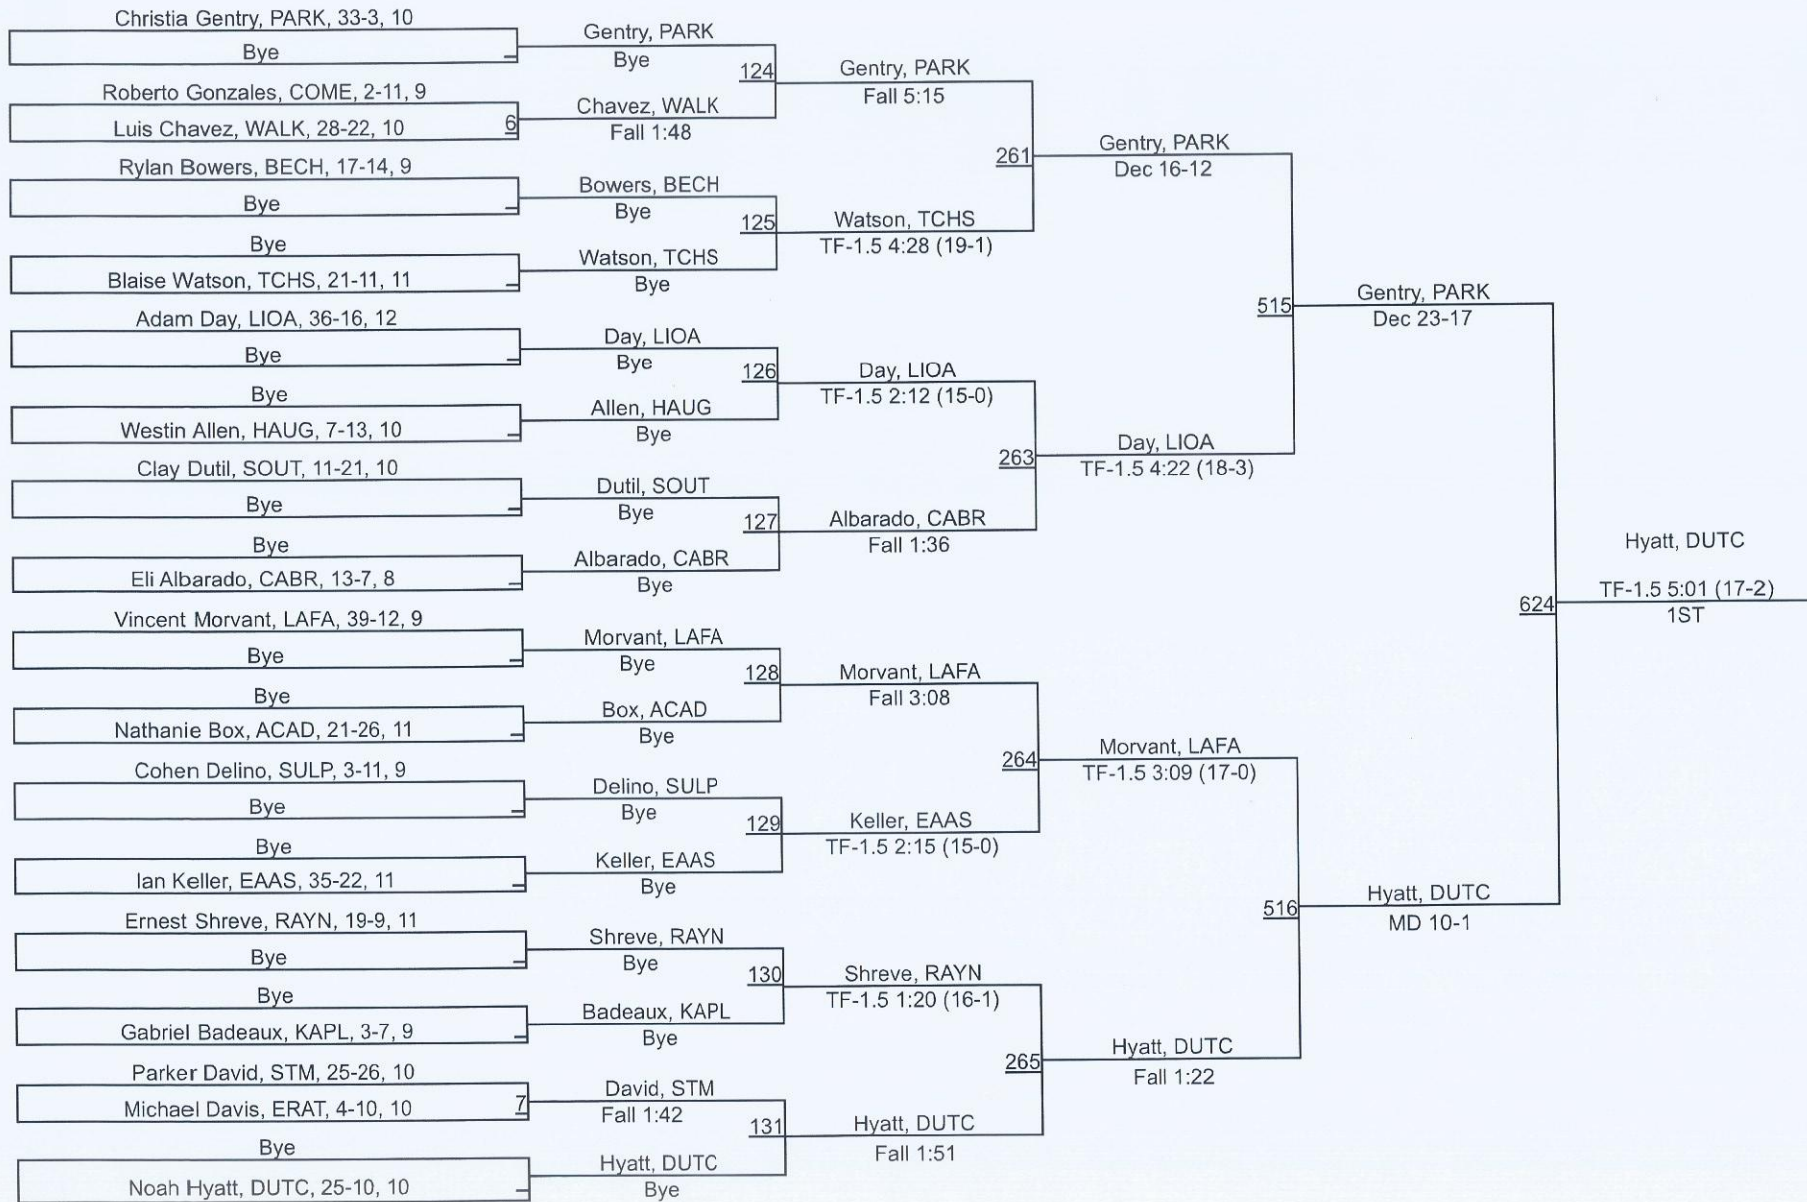 Christia Gentry, PARK, 33-3, 10
Bye
Roberto Gonzales, COME, 2-11, 9
Luis Chavez, WALK, 28-22, 10
6
Rylan Bowers, BECH, 17-14, 9
Bye
Bye
Blaise Watson, TCHS, 21-11, 11
Adam Day, LIOA, 36-16, 12
Bye
Bye
Westin Allen, HAUG, 7-13, 10
Clay Dutil, SOUT, 11-21, 10
Bye
Bye
Eli Albarado, CABR, 13-7, 8
Vincent Morvant, LAFA, 39-12, 9
Bye
Bye
Nathanie Box, ACAD, 21-26, 11
Cohen Delino, SULP, 3-11, 9
Bye
Bye
Ian Keller, EAAS, 35-22, 11
Ernest Shreve, RAYN, 19-9, 11
Bye
Bye
Gabriel Badeaux, KAPL, 3-7, 9
Parker David, STM, 25-26, 10
Michael Davis, ERAT, 4-10, 10
7
Bye
Noah Hyatt, DUTC, 25-10, 10
Gentry, PARK
Bye
124
Chavez, WALK
Fall 1:48
Bowers, BECH
Bye
125
Watson, TCHS
Bye
Day, LIOA
Bye
126
Allen, HAUG
Bye
Dutil, SOUT
Bye
127
Albarado, CABR
Bye
Morvant, LAFA
Bye
128
Box, ACAD
Bye
Delino, SULP
Bye
129
Keller, EAAS
Bye
Shreve, RAYN
Bye
130
Badeaux, KAPL
Bye
David, STM
Fall 1:42
131
Hyatt, DUTC
Bye
Gentry, PARK
Fall 5:15
261
Watson, TCHS
TF-1.5 4:28 (19-1)
Day, LIOA
TF-1.5 2:12 (15-0)
263
Albarado, CABR
Fall 1:36
Morvant, LAFA
Fall 3:08
264
Keller, EAAS
TF-1.5 2:15 (15-0)
Shreve, RAYN
TF-1.5 1:20 (16-1)
265
Hyatt, DUTC
Fall 1:51
Gentry, PARK
Dec 16-12
515
Day, LIOA
TF-1.5 4:22 (18-3)
Morvant, LAFA
TF-1.5 3:09 (17-0)
516
Hyatt, DUTC
Fall 1:22
Gentry, PARK
Dec 23-17
624
Hyatt, DUTC
MD 10-1
Hyatt, DUTC
TF-1.5 5:01 (17-2)
1ST